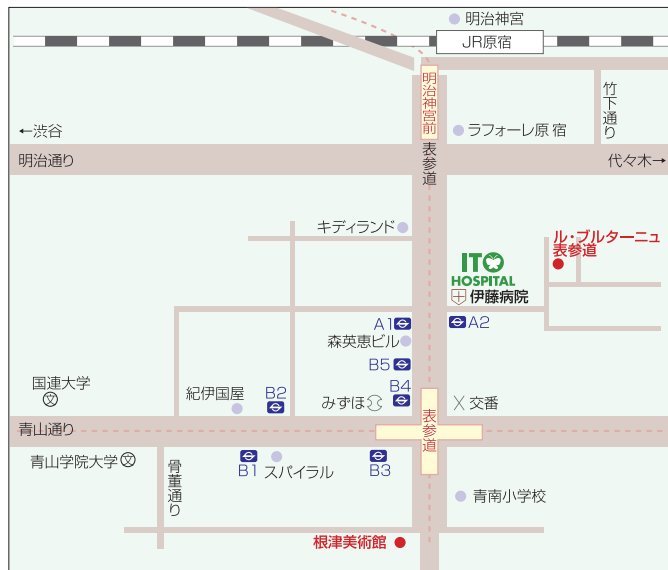 明治神宮
JR原宿
明治神宮前
竹下通り
←渋谷
ラフォーレ原宿
明治通り
表参道
代々木→
キディランド
ル・ブルターニュ
表参道
ITO
HOSPITAL
伊藤病院
A1
A2
森英恵ビル
B5
国連大学
文
紀伊国屋
B2
B4
みずほ
交番
青山通り
表参道
青山学院大学
文
骨董通り
B1
スパイラル
B3
青南小学校
根津美術館